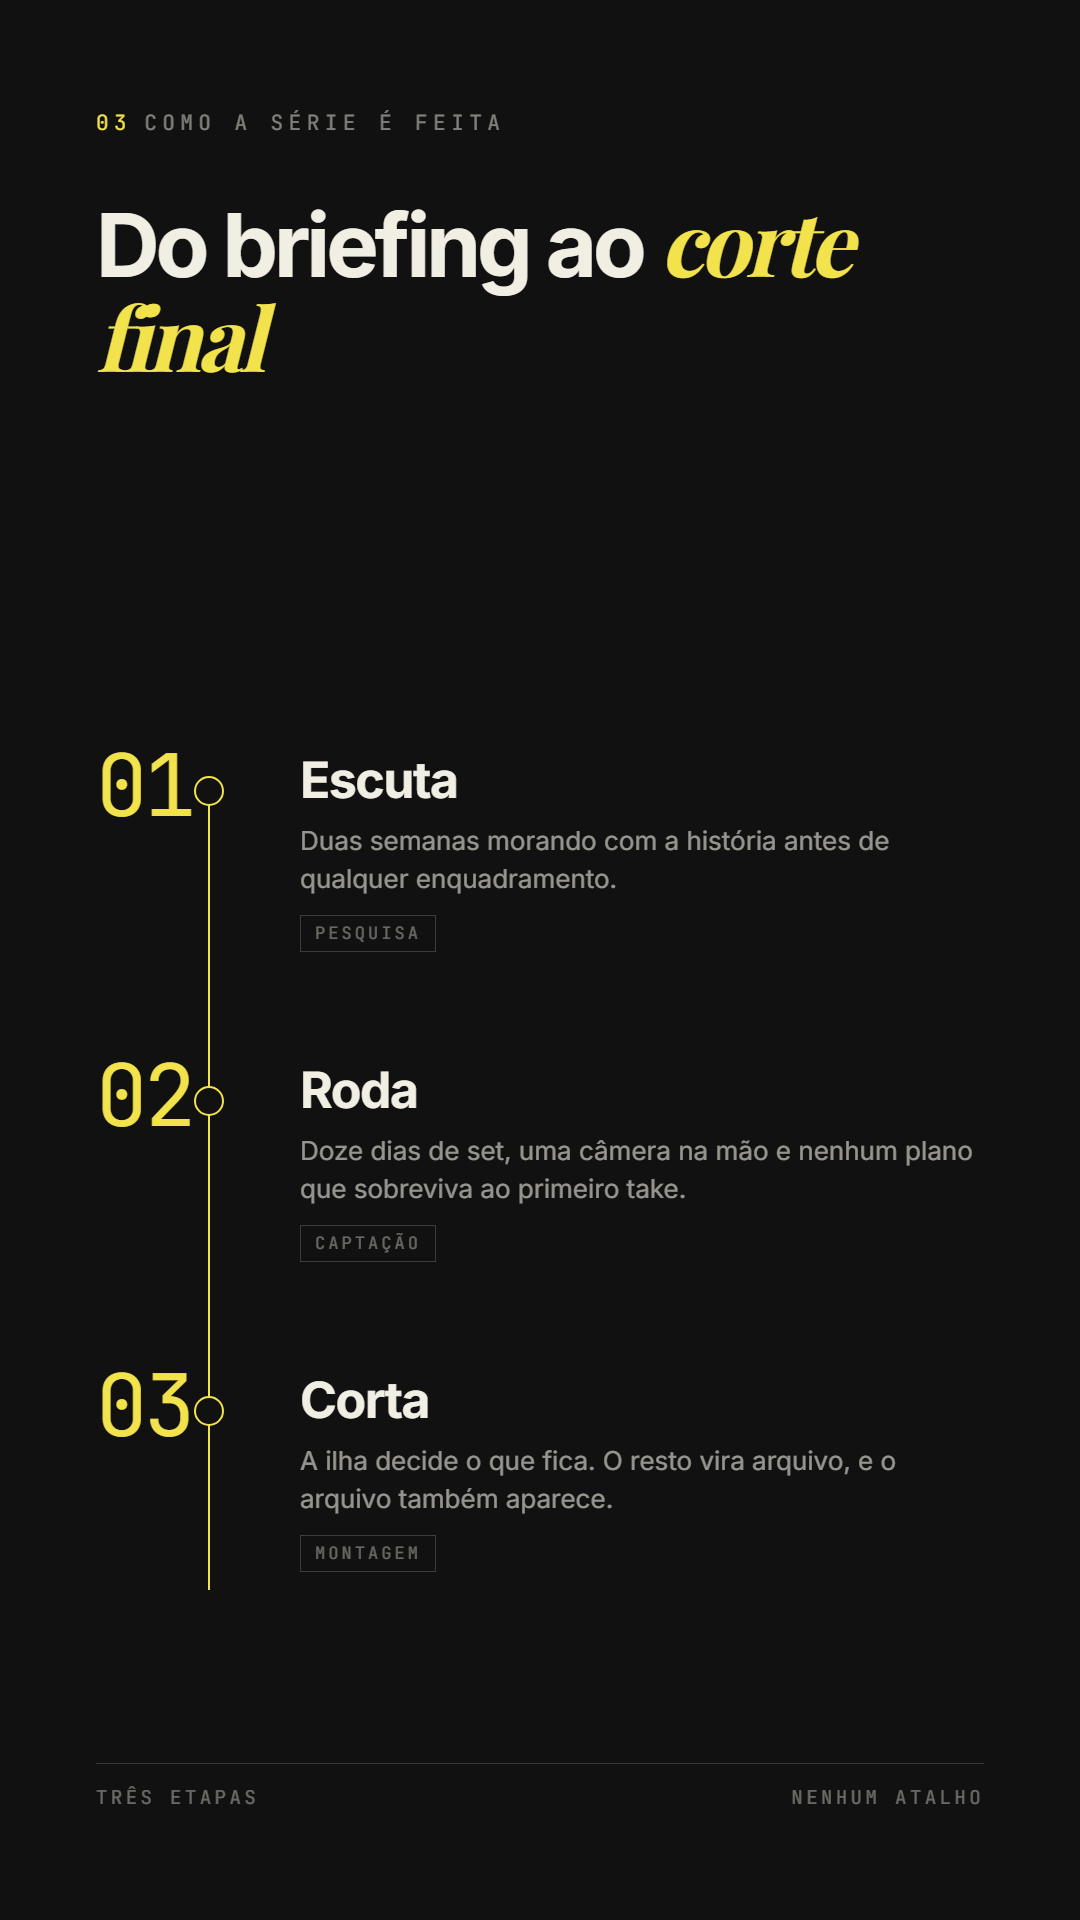 03 COMO A SÉRIE É FEITA
Do briefing ao corte
final
01
Escuta
Duas semanas morando com a história antes de
qualquer enquadramento.
PESQUISA
02
Roda
Doze dias de set, uma câmera na mão e nenhum plano
que sobreviva ao primeiro take.
CAPTAÇÃO
03
Corta
A ilha decide o que fica. O resto vira arquivo, e o
arquivo também aparece.
MONTAGEM
TRÊS ETAPAS
NENHUM ATALHO